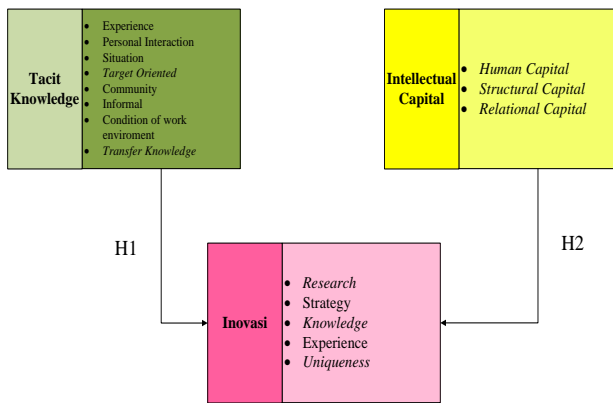 Tacit
Knowledge
• Experience
• Personal Interaction
• Situation
• Target Oriented
• Community
• Informal
• Condition of work
enviroment
• Transfer Knowledge
Intellectual
Capital
• Human Capital
• Structural Capital
• Relational Capital
H1
H2
Inovasi
• Research
• Strategy
• Knowledge
• Experience
• Uniqueness